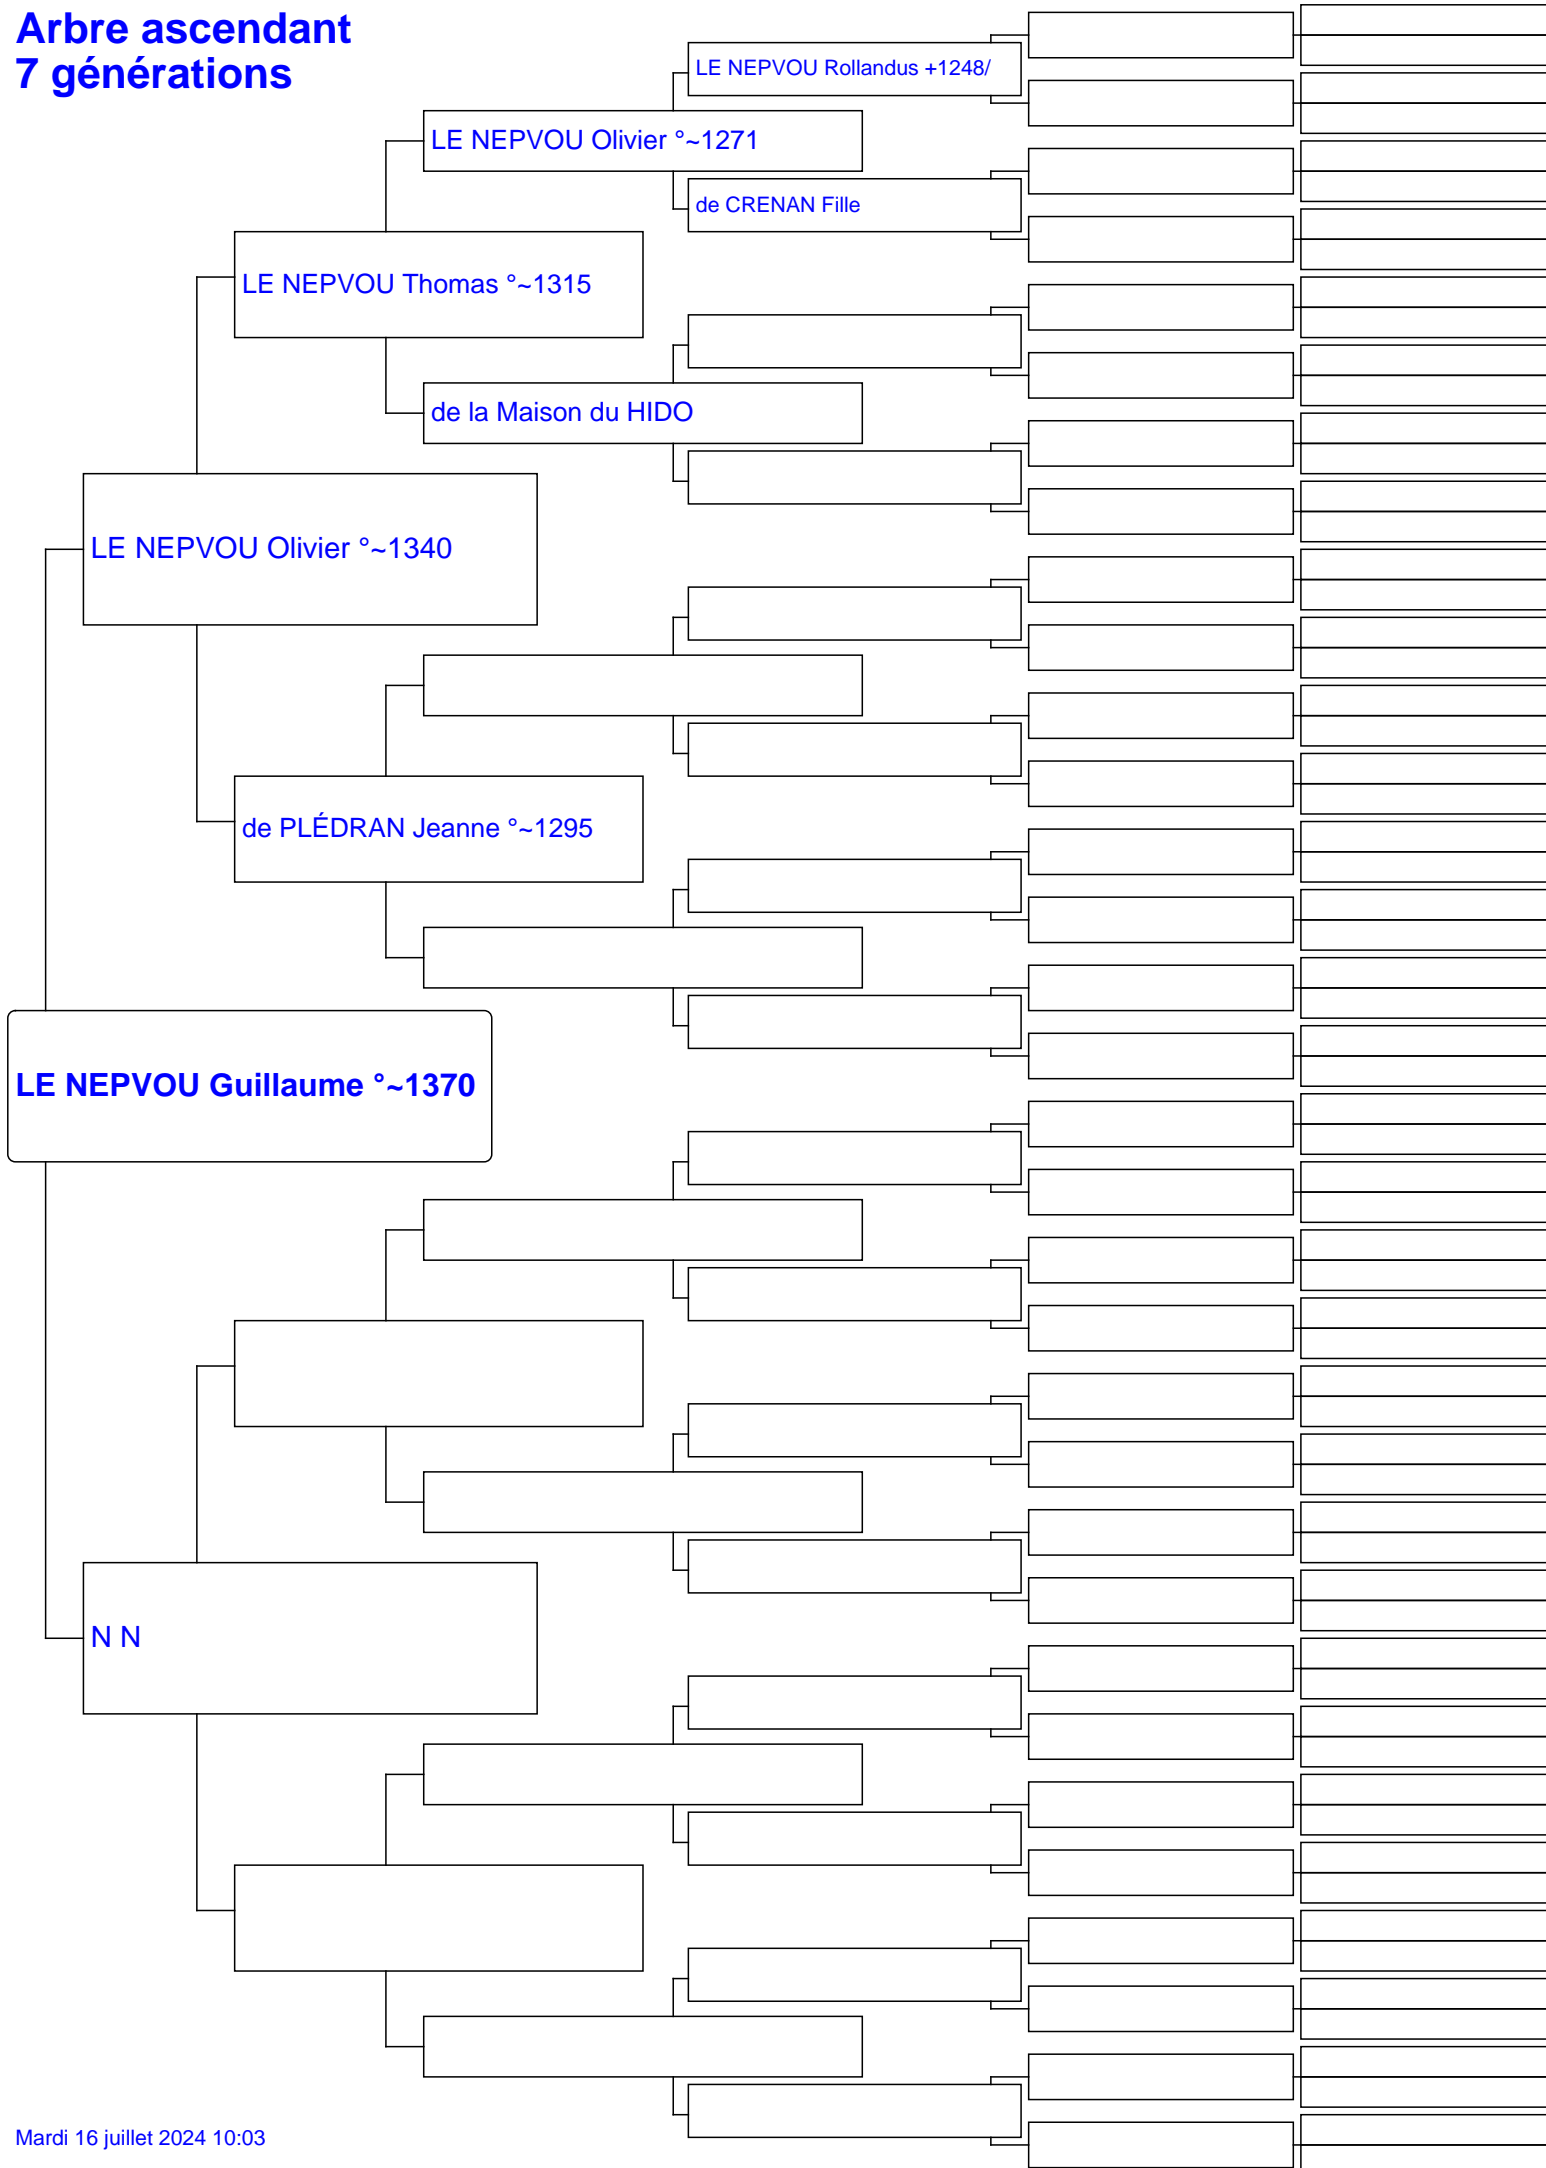 Arbre ascendant
7 générations
LE NEPVOU Rollandus +1248/
LE NEPVOU Olivier °~1271
de CRENAN Fille
LE NEPVOU Thomas °~1315
de la Maison du HIDO
LE NEPVOU Olivier °~1340
de PLÉDRAN Jeanne °~1295
LE NEPVOU Guillaume °~1370
N N
Mardi 16 juillet 2024 10:03